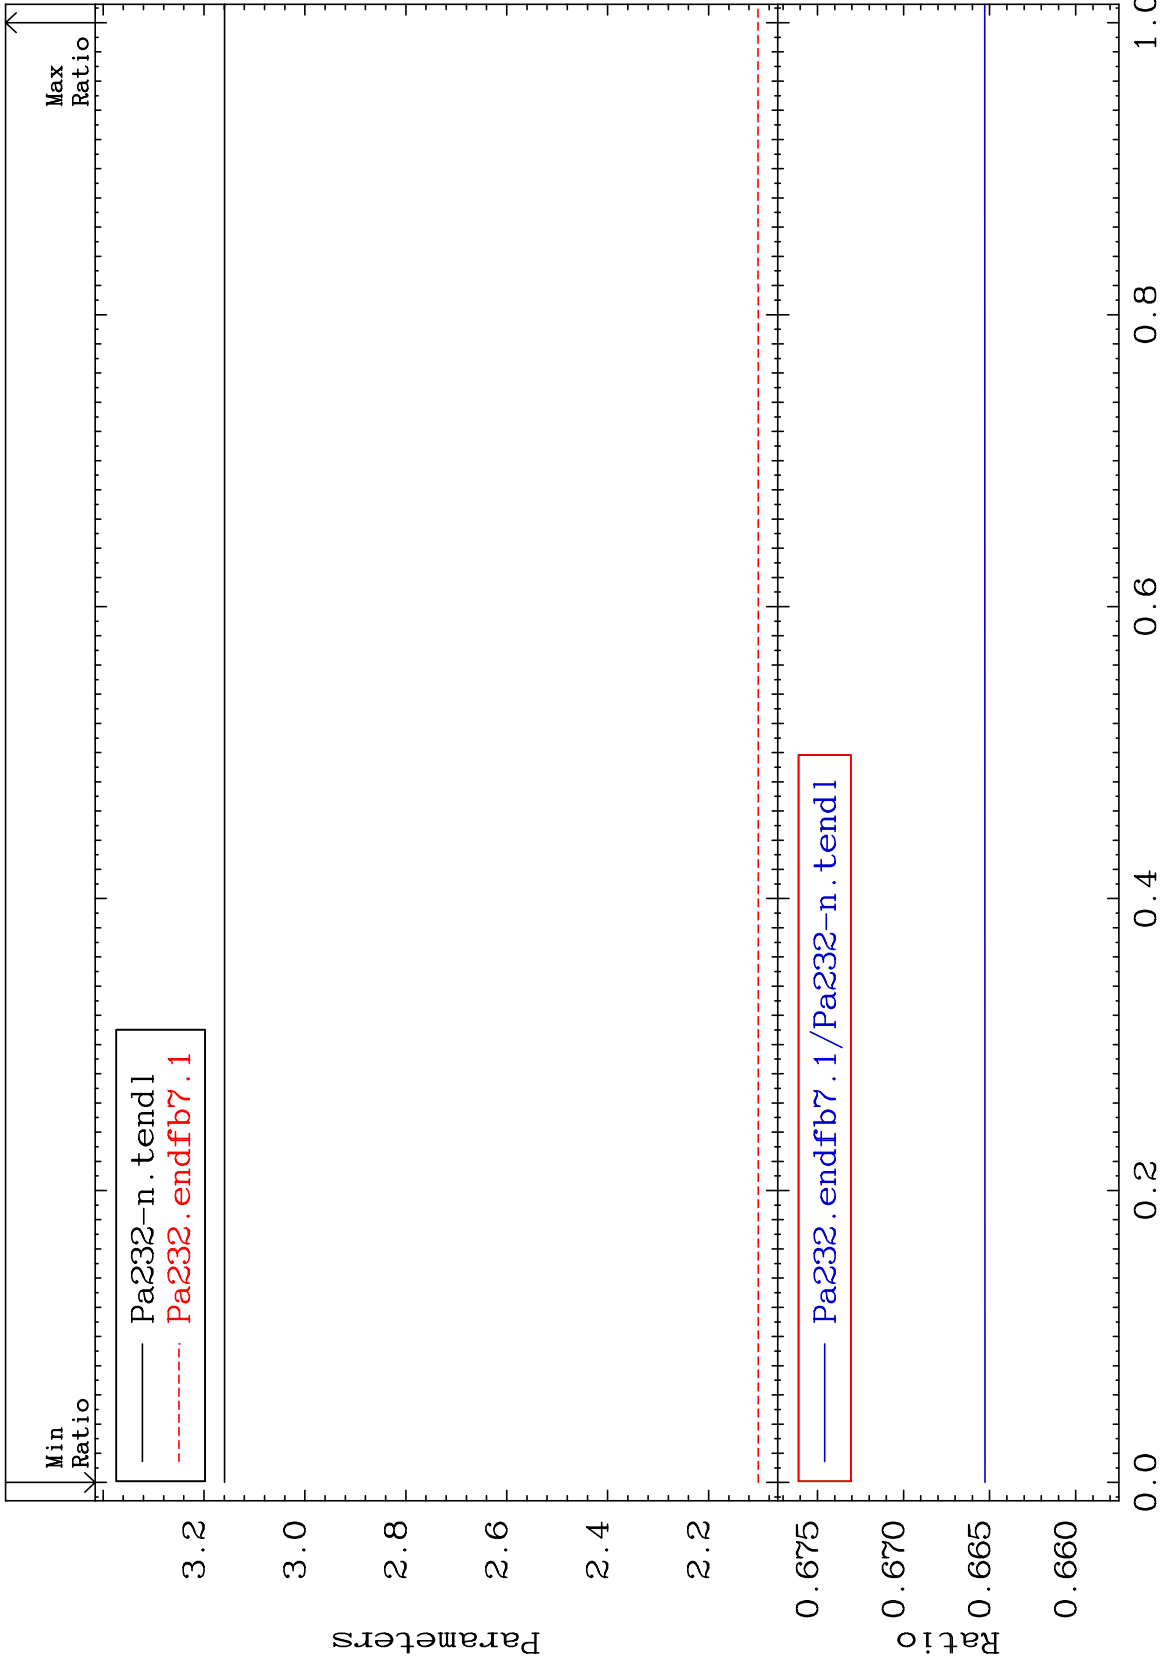 Min
Ratio
Max
Ratio
Pa232-n.tendl
Pa232.endfb7.1
3.2
3.0
2.8
2.6
2.4
2.2
Parameters
Pa232.endfb7.1/Pa232-n.tendl
0.675
0.670
0.665
0.660
Ratio
0.0
0.2
0.4
0.6
0.8
1.0